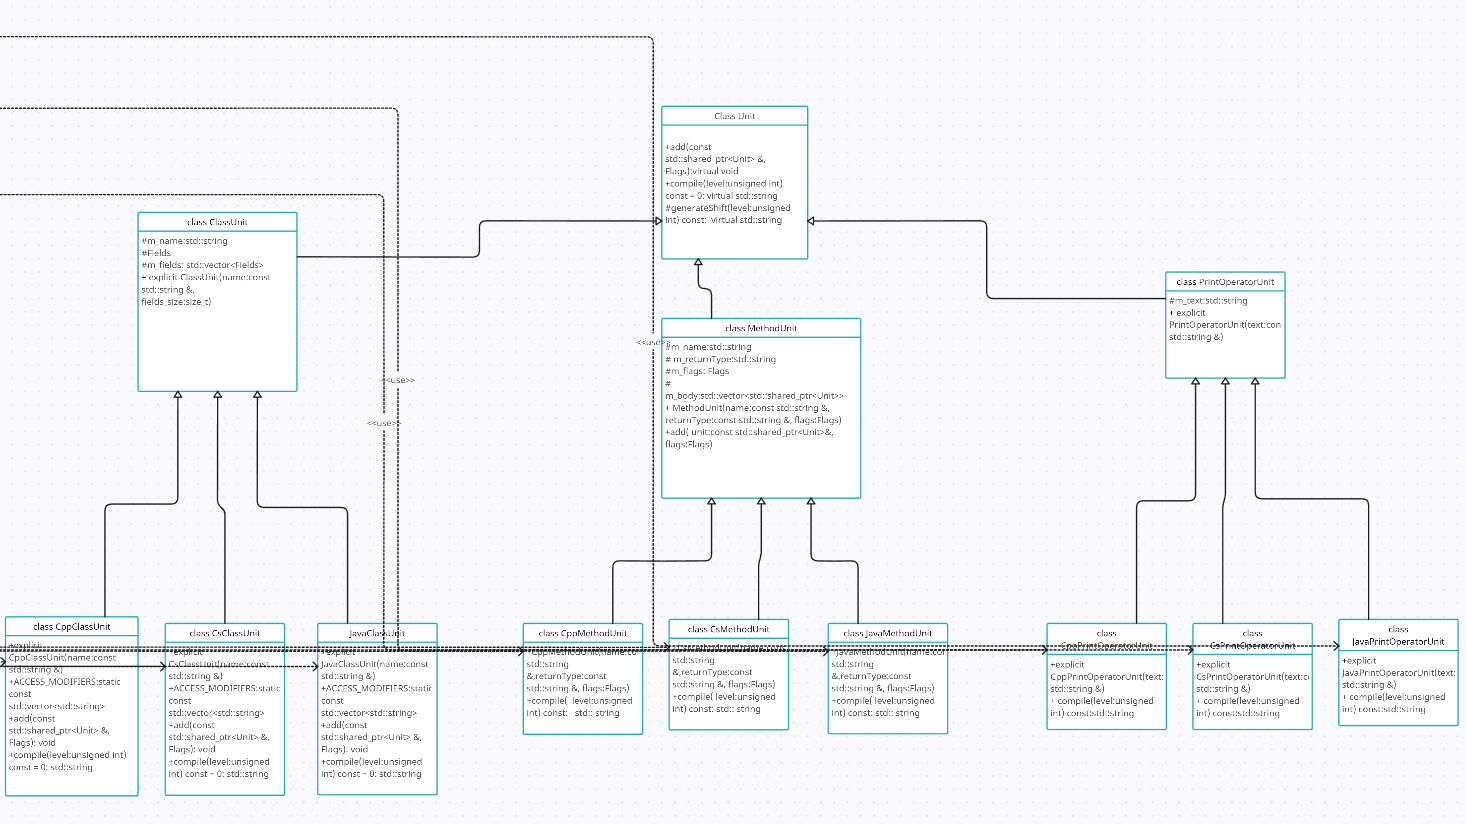 Class Unit
+add(const
std::shared_ptr<Unit> &,
Flags):virtual void
+compile(level:unsigned int)
const = 0: virtual std::string
#generateShift(level:unsigned
int) const:  virtual std::string
class ClassUnit
#m_name:std::string
#Fields
#m_fields: std::vector<Fields>
+ explicit ClassUnit(name:const
std::string &,
fields_size:size_t)
class PrintOperatorUnit
#m_text:std::string
+ explicit
PrintOperatorUnit(text:con
std::string &)
class MethodUnit
<<use>>
#m_name:std::string
# m_returnType:std::string
#m_flags: Flags
#
m_body:std::vector<std::shared_ptr<Unit>>
+ MethodUnit(name:const std::string &,
returnType:const std::string &, flags:Flags)
+add( unit:const std::shared_ptr<Unit>&,
flags:Flags)
<<use>>
<<use>>
class CppClassUnit
+explicit
CppClassUnit(name:const
std::string &)
+ACCESS_MODIFIERS:static
const
std::vector<std::string>
+add(const
std::shared_ptr<Unit> &,
Flags): void
+compile(level:unsigned int)
const = 0: std::string
class CsClassUnit
+explicit
CsClassUnit(name:const
std::string &)
+ACCESS_MODIFIERS:static
const
std::vector<std::string>
+add(const
std::shared_ptr<Unit> &,
Flags): void
+compile(level:unsigned
int) const = 0: std::string
JavaClassUnit
+explicit
JavaClassUnit(name:const
std::string &)
+ACCESS_MODIFIERS:static
const
std::vector<std::string>
+add(const
std::shared_ptr<Unit> &,
Flags): void
+compile(level:unsigned
int) const = 0: std::string
class CppMethodUnit
CppMethodUnit(name:cor
std::string
&,returnType:const
std::string &, flags:Flags)
+compile( level:unsigned
int) const:   std:: string
class CsMethodUnit
std::string
&,returnType:const
std::string &, flags:Flags)
+compile( level:unsigned
int) const: std:: string
class JavaMethodUnit
JavaMethodUnit(name:cor
std::string
&,returnType:const
std::string &, flags:Flags)
+compile( level:unsigned
int) const: std:: string
class
CppPrintOperatorUnit
+explicit
CppPrintOperatorUnit(text:
std::string &)
+ compile(level:unsigned
int) const:std::string
class
CsPrintOperatorUnit
+explicit
CsPrintOperatorUnit(text:cc
std::string &)
+ compile(level:unsigned
int) const:std::string
class
JavaPrintOperatorUnit
+explicit
JavaPrintOperatorUnit(text:
std::string &)
+ compile(level:unsigned
int) const:std::string